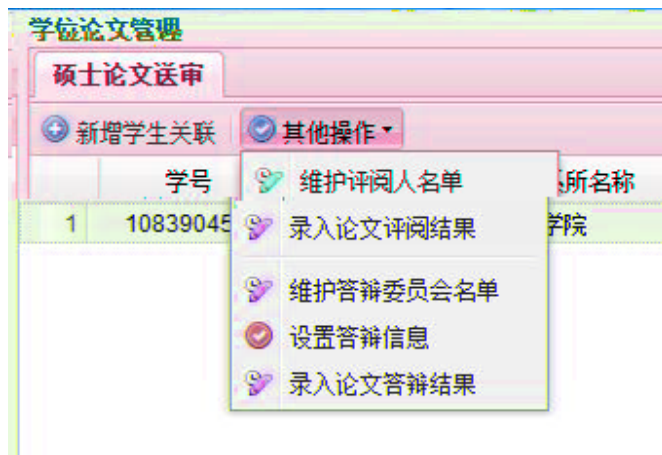 学位论文管理
硕士论文送审
新增学生关联 其他操作
学号 所名称
1 10839045 学院
维护评阅人名单
录入论文评阅结果
维护答辩委员会名单
设置答辩信息
录入论文答辩结果